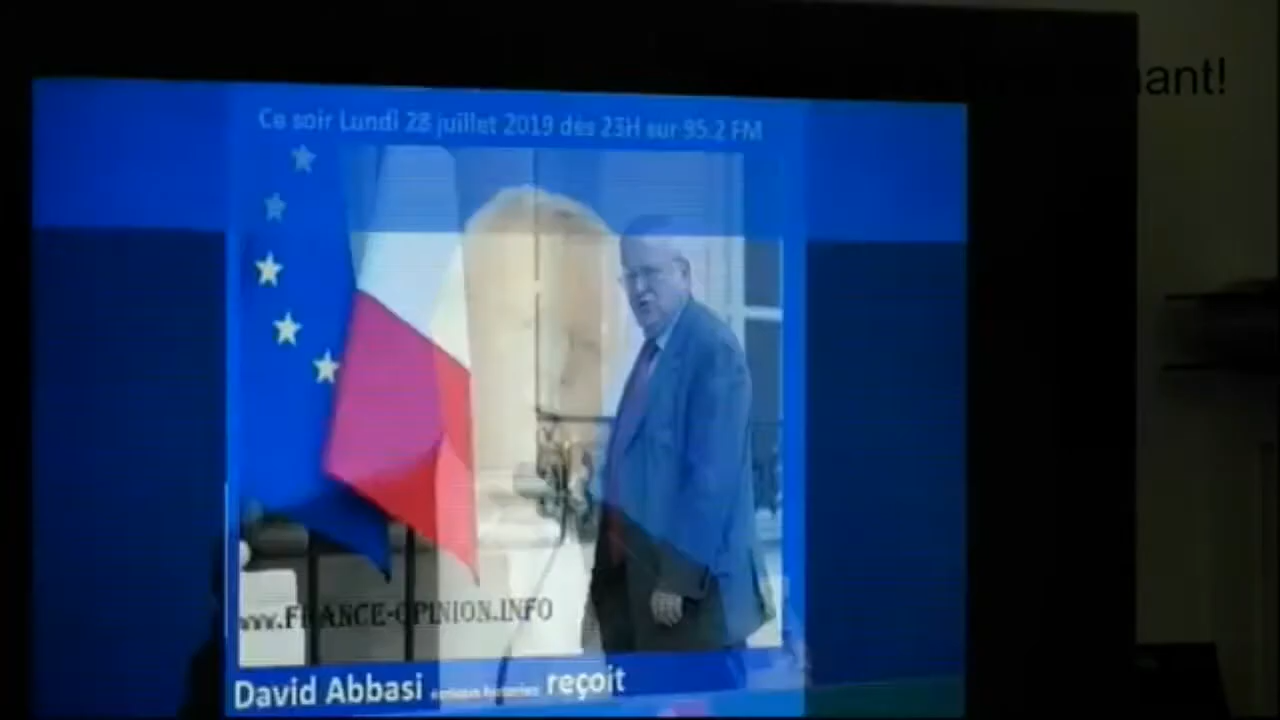 uant!
Ce soir Lundi 28 juillet 2019 dès 23H sur 95.2 FM
www.FRANCE-OPINION.INFO
David Abbasi reçoit